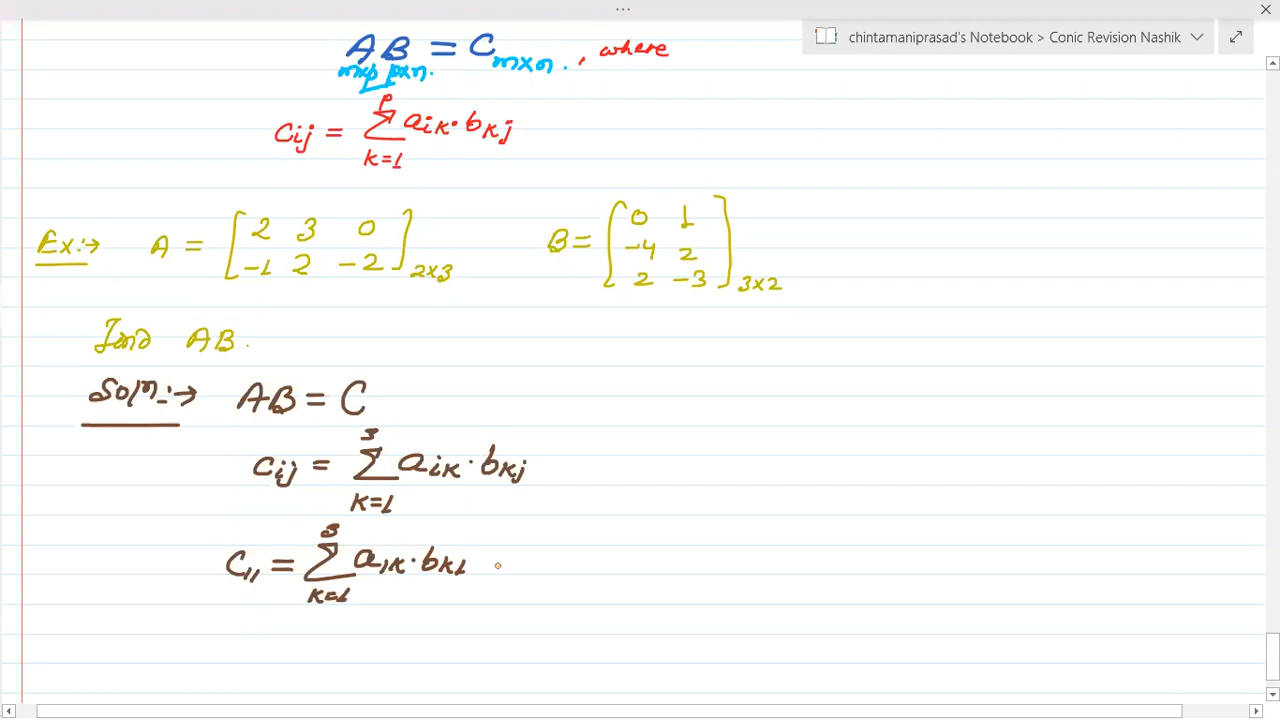 chintamaniprasad's Notebook > Conic Revision Nashik
AB = C m×n. , where
m×p p×n.
p
Cij = Σ aik · bkj
k=1
Ex:→ A = [ 2 3 0
-1 2 -2 ] 2×3
B = [ 0 1
-4 2
2 -3 ] 3×2
Find AB.
Soln:→ AB = C
3
Cij = Σ aik · bkj
k=1
3
C11 = Σ a1k · bk1
k=1